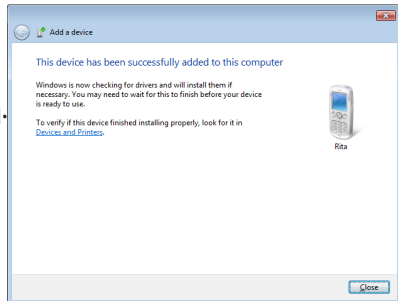 Add a device
This device has been successfully added to this computer
Windows is now checking for drivers and will install them if
necessary. You may need to wait for this to finish before your device
is ready to use.
To verify if this device finished installing properly, look for it in
Devices and Printers.
Rita
Close